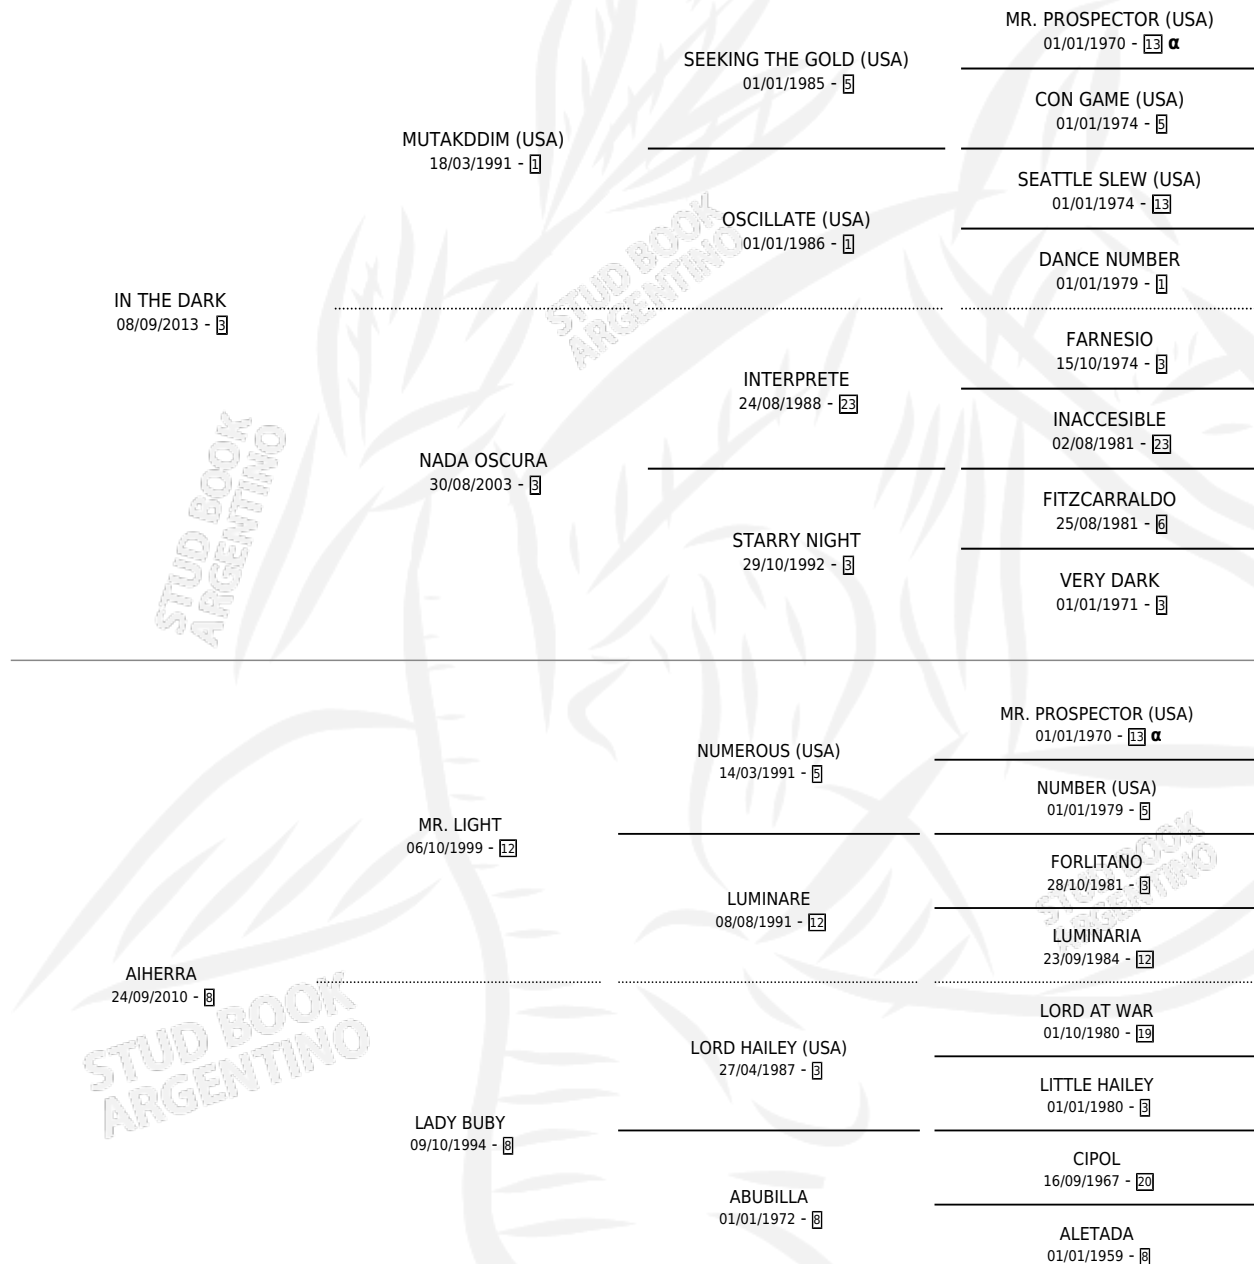 MR. PROSPECTOR (USA)
01/01/1970 - 13 α
SEEKING THE GOLD (USA)
01/01/1985 - 5
CON GAME (USA)
01/01/1974 - 5
MUTAKDDIM (USA)
18/03/1991 - 1
SEATTLE SLEW (USA)
01/01/1974 - 13
OSCILLATE (USA)
01/01/1986 - 1
DANCE NUMBER
01/01/1979 - 1
IN THE DARK
08/09/2013 - 3
FARNESIO
15/10/1974 - 3
INTERPRETE
24/08/1988 - 23
INACCESIBLE
02/08/1981 - 23
NADA OSCURA
30/08/2003 - 3
FITZCARRALDO
25/08/1981 - 6
STARRY NIGHT
29/10/1992 - 3
VERY DARK
01/01/1971 - 3
MR. PROSPECTOR (USA)
01/01/1970 - 13 α
NUMEROUS (USA)
14/03/1991 - 5
NUMBER (USA)
01/01/1979 - 5
MR. LIGHT
06/10/1999 - 12
FORLITANO
28/10/1981 - 3
LUMINARE
08/08/1991 - 12
LUMINARIA
23/09/1984 - 12
AIHERRA
24/09/2010 - 8
LORD AT WAR
01/10/1980 - 19
LORD HAILEY (USA)
27/04/1987 - 3
LITTLE HAILEY
01/01/1980 - 3
LADY BUBY
09/10/1994 - 8
CIPOL
16/09/1967 - 20
ABUBILLA
01/01/1972 - 8
ALETADA
01/01/1959 - 8
STUD BOOK
ARGENTINO
STUD BOOK
ARGENTINO
STUD BOOK
ARGENTINO
STUD BOOK
ARGENTINO